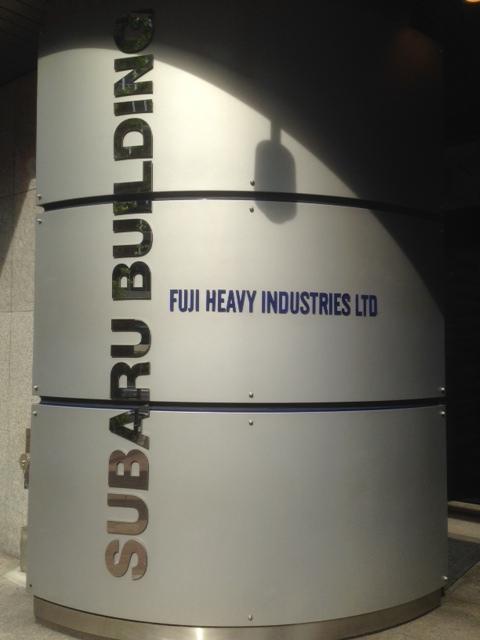 SUBARU BUILDING
FUJI HEAVY INDUSTRIES LTD